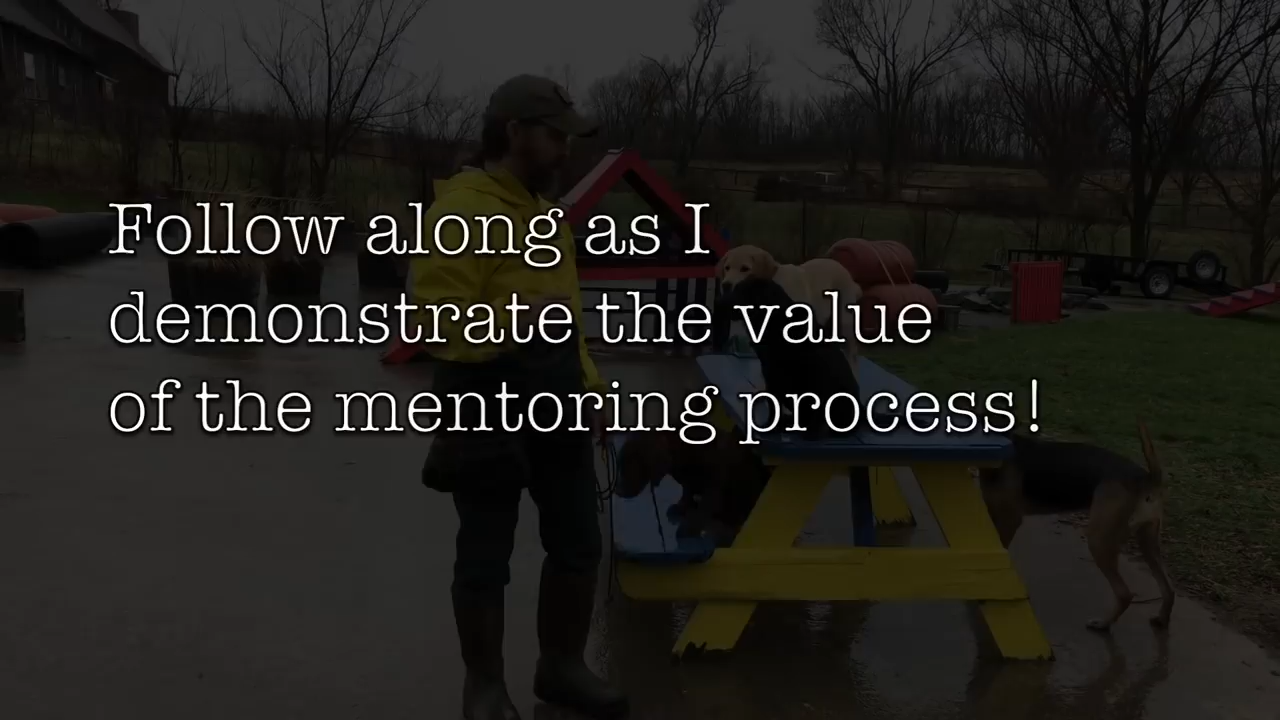 Follow along as I
demonstrate the value
of the mentoring process!